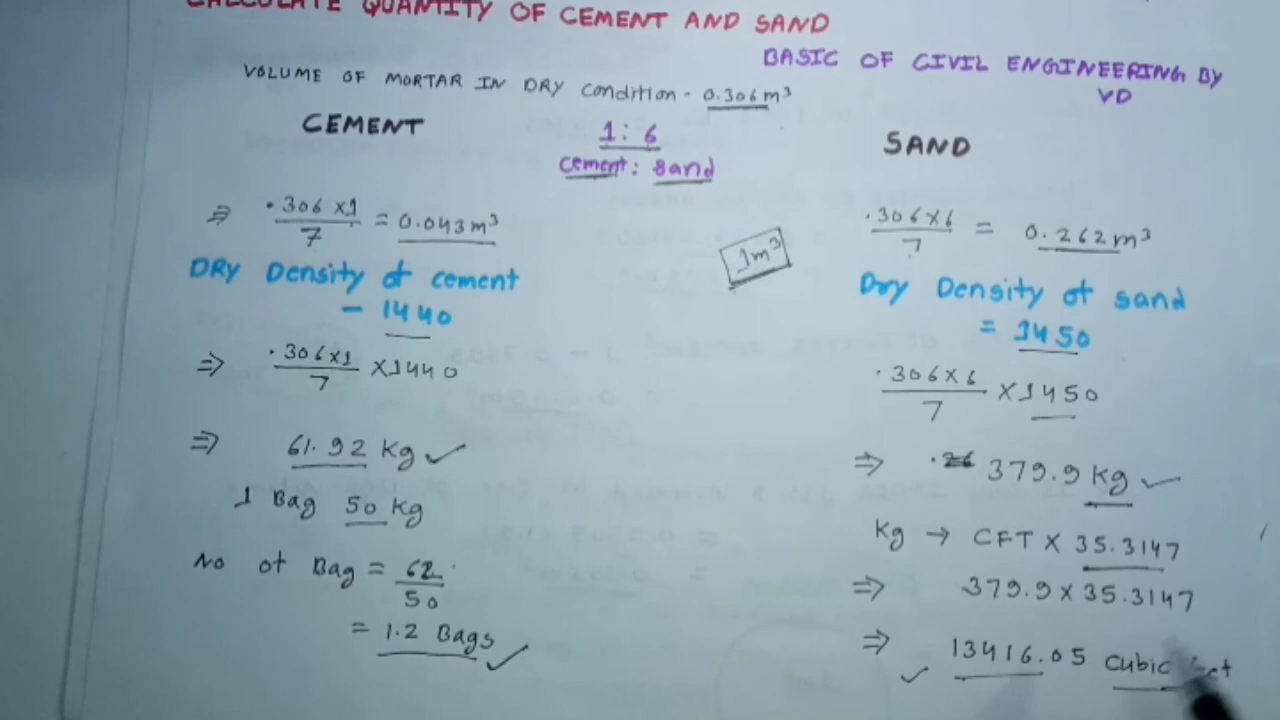 CALCULATE QUANTITY OF CEMENT AND SAND
BASIC OF CIVIL ENGINEERING BY
VD
VOLUME OF MORTAR IN DRY Condition - 0.306 m³
CEMENT
1 : 6
cement : sand
SAND
⇒ .306 x 1 / 7 = 0.043 m³
DRY Density of cement
- 1440
⇒ .306 x 1 / 7 x 1440
⇒ 61.92 Kg ✓
1 Bag 50 Kg
No of Bag = 62 / 50
= 1.2 Bags ✓
1m³
.306 x 6 / 7 = 0.262 m³
Dry Density of sand
= 1450
.306 x 6 / 7 x 1450
⇒ 379.9 kg ✓
Kg → CFT x 35.3147
⇒ 379.9 x 35.3147
⇒ ✓ 13416.05 Cubic